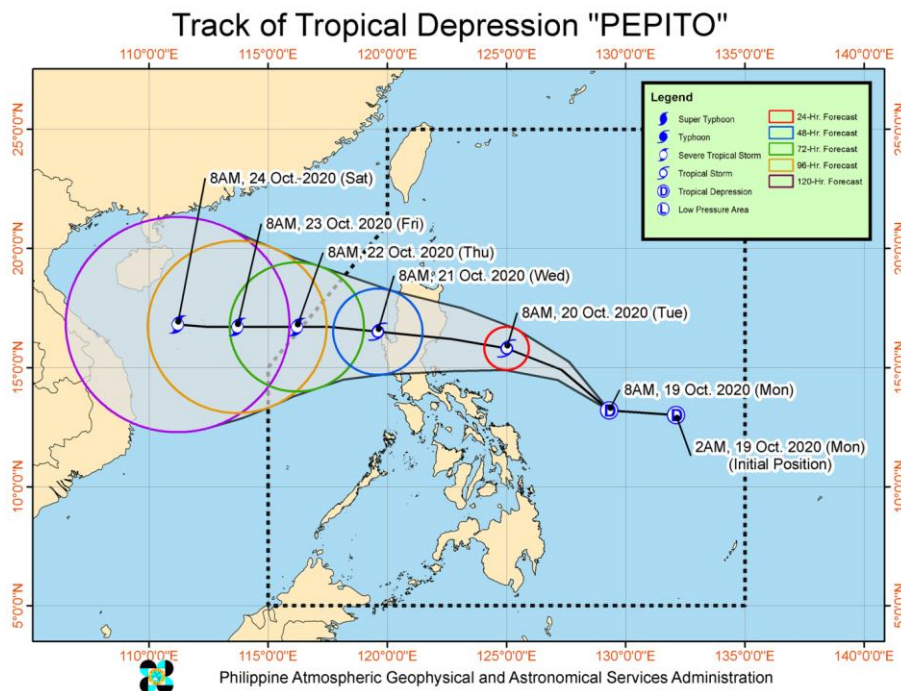 Track of Tropical Depression "PEPITO"
110°0'0"E 115°0'0"E 120°0'0"E 125°0'0"E 130°0'0"E 135°0'0"E 140°0'0"E
Legend
Super Typhoon
Typhoon
Severe Tropical Storm
Tropical Storm
D Tropical Depression
L Low Pressure Area
24-Hr. Forecast
48-Hr. Forecast
72-Hr. Forecast
96-Hr. Forecast
120-Hr. Forecast
25°0'0"N 25°0'0"N
8AM, 24 Oct. 2020 (Sat)
8AM, 23 Oct. 2020 (Fri)
20°0'0"N 20°0'0"N
8AM, 22 Oct. 2020 (Thu)
8AM, 21 Oct. 2020 (Wed)
8AM, 20 Oct. 2020 (Tue)
15°0'0"N 15°0'0"N
8AM, 19 Oct. 2020 (Mon)
D D
2AM, 19 Oct. 2020 (Mon)
(Initial Position)
10°0'0"N 10°0'0"N
5°0'0"N 5°0'0"N
110°0'0"E 115°0'0"E 120°0'0"E 125°0'0"E 130°0'0"E 135°0'0"E 140°0'0"E
Philippine Atmospheric Geophysical and Astronomical Services Administration